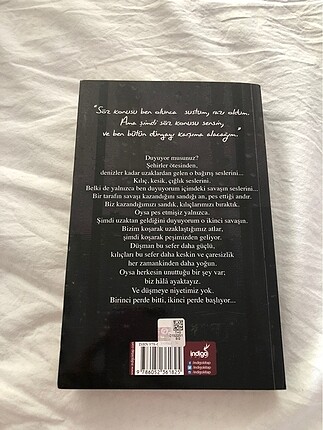 "Söz konusu ben olunca sustum, razı oldum.
Ama şimdi söz konusu sensin,
ve ben bütün dünyayı karşıma alacağım."
Duyuyor musunuz?
Şehirler ötesinden,
denizler kadar uzaklardan gelen o bağırış seslerini...
Kılıç, kesik, çığlık seslerini.
Belki de yalnızca ben duyuyorum içimdeki savaşın seslerini...
Bir tarafın savaşı kazandığını sandığı an, pes ettiği andır.
Biz kazandığımızı sandık, kılıçlarımızı bıraktık.
Oysa pes etmişiz yalnızca.
Şimdi uzaktan geldiğini duyuyorum o ikinci savaşın.
Bizim koşarak uzaklaştığımız atlar,
şimdi koşarak peşimizden geliyor.
Düşman bu sefer daha güçlü,
kılıçları bu sefer daha keskin ve çaresizlik
her zamankinden daha yoğun.
Oysa herkesin unuttuğu bir şey var;
biz hâlâ ayaktayız.
Ve düşmeye niyetimiz yok.
Birinci perde bitti, ikinci perde başlıyor...
9 786052 361825
indigo